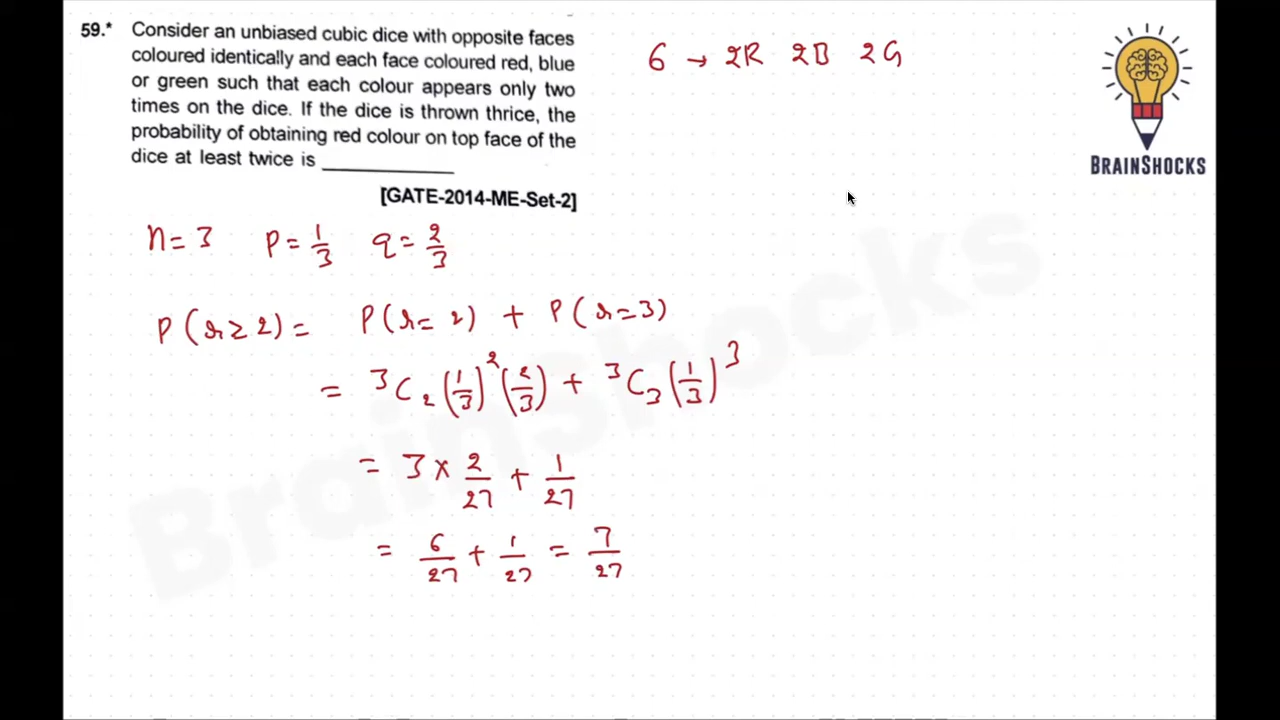 59.* Consider an unbiased cubic dice with opposite faces
coloured identically and each face coloured red, blue
or green such that each colour appears only two
times on the dice. If the dice is thrown thrice, the
probability of obtaining red colour on top face of the
dice at least twice is ____________
[GATE-2014-ME-Set-2]
6 → 2R 2B 2G
BRAINSHOCKS
n = 3 p = 1/3 q = 2/3
P(r ≥ 2) = P(r = 2) + P(r = 3)
= ³C₂ (1/3)² (2/3) + ³C₃ (1/3)³
= 3 × 2/27 + 1/27
= 6/27 + 1/27 = 7/27
BrainShocks